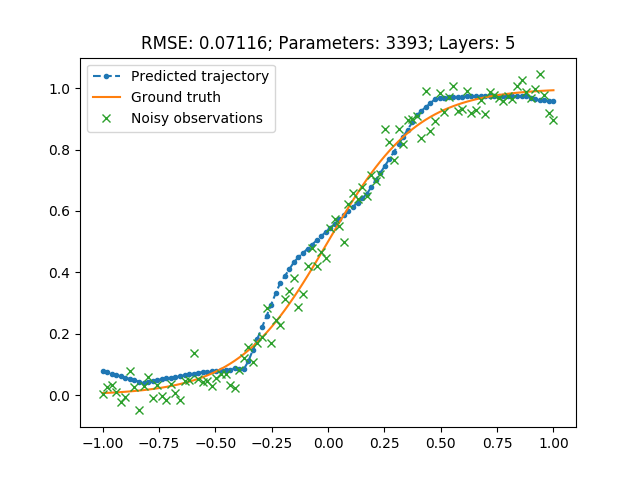 RMSE: 0.07116; Parameters: 3393; Layers: 5
Predicted trajectory
Ground truth
Noisy observations
1.0
0.8
0.6
0.4
0.2
0.0
−1.00 −0.75 −0.50 −0.25 0.00 0.25 0.50 0.75 1.00